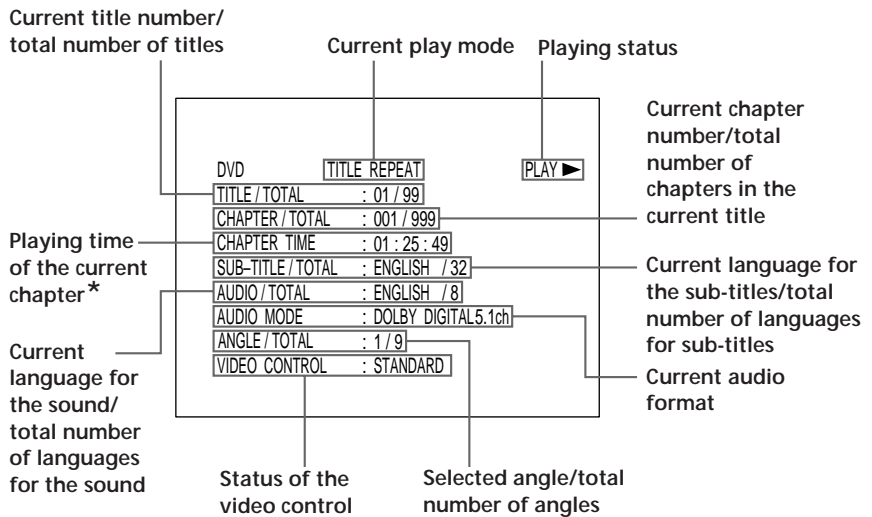 Current title number/
total number of titles
Current play mode
Playing status
DVD
TITLE REPEAT
PLAY ►
TITLE / TOTAL : 01 / 99
CHAPTER / TOTAL : 001 / 999
CHAPTER TIME : 01 : 25 : 49
SUB–TITLE / TOTAL : ENGLISH / 32
AUDIO / TOTAL : ENGLISH / 8
AUDIO MODE : DOLBY DIGITAL5.1ch
ANGLE / TOTAL : 1 / 9
VIDEO CONTROL : STANDARD
Current chapter
number/total
number of
chapters in the
current title
Playing time
of the current
chapter*
Current language for
the sub-titles/total
number of languages
for sub-titles
Current
language for
the sound/
total number
of languages
for the sound
Current audio
format
Status of the
video control
Selected angle/total
number of angles